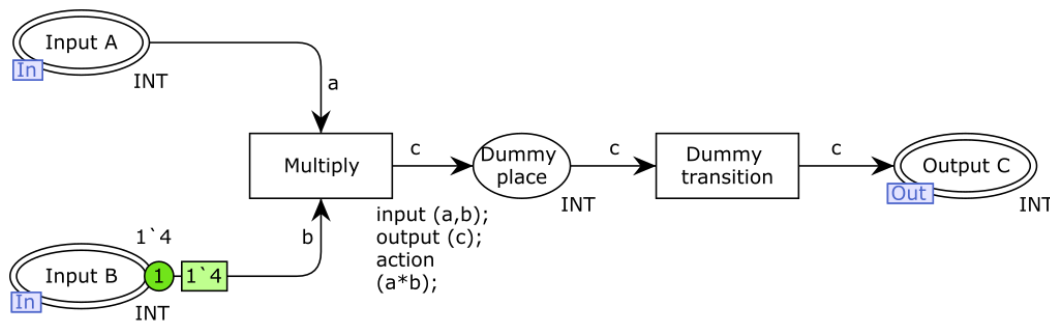 Input A
In
INT
a
Multiply
c
Dummy
place
INT
c
Dummy
transition
c
Output C
Out
INT
input (a,b);
output (c);
action
(a*b);
b
1`4
Input B
1
1`4
In
INT